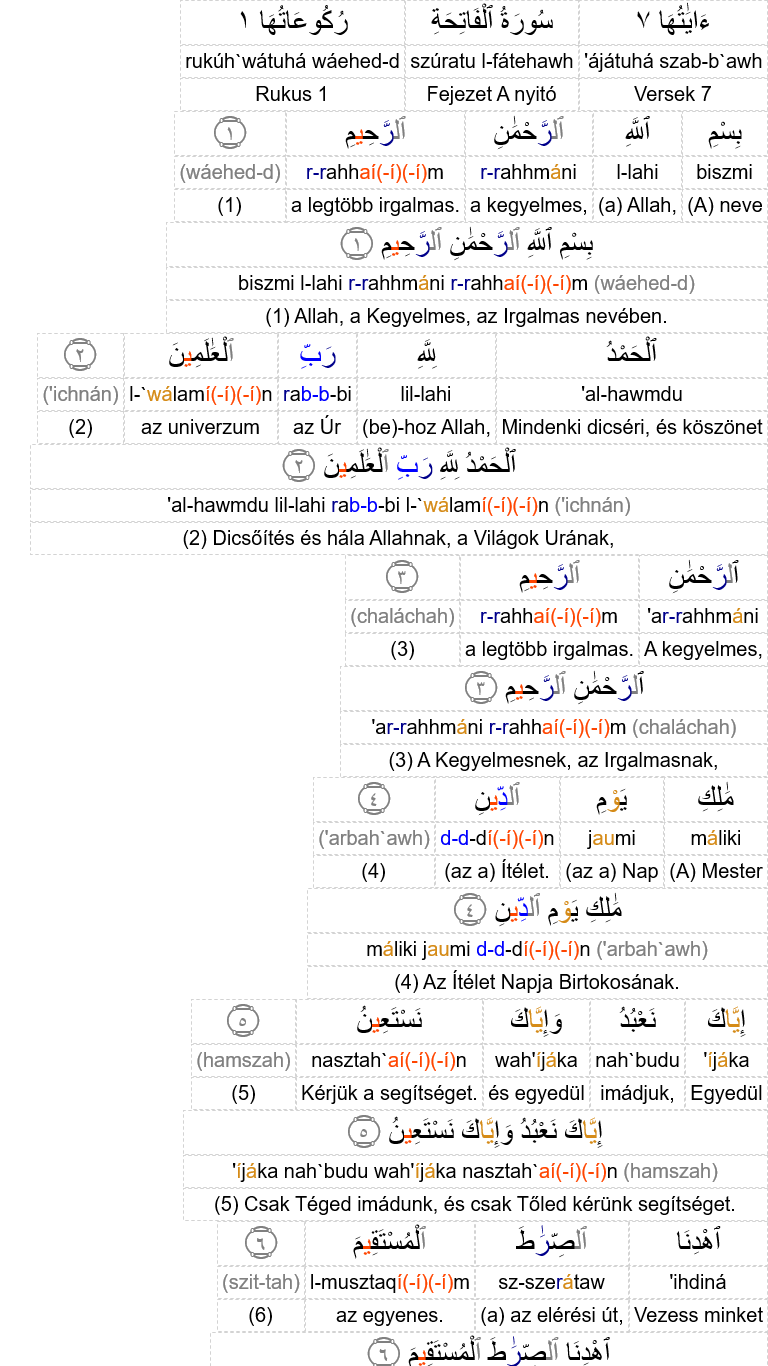 ءَايَٰتُهَا ٧ سُورَةُ ٱلْفَاتِحَةِ رُكُوعَاتُهَا ١
rukúh`wátuhá wáehed-d szúratu l-fátehawh 'ájátuhá szab-b`awh
Rukus 1 Fejezet A nyitó Versek 7
بِسْمِ ٱللَّهِ ٱلرَّحْمَٰنِ ٱلرَّحِيمِ ١
(wáehed-d) r-rahhaí(-í)(-í)m r-rahhmáni l-lahi biszmi
(1) a legtöbb irgalmas. a kegyelmes, (a) Allah, (A) neve
بِسْمِ ٱللَّهِ ٱلرَّحْمَٰنِ ٱلرَّحِيمِ ١
biszmi l-lahi r-rahhmáni r-rahhaí(-í)(-í)m (wáehed-d)
(1) Allah, a Kegyelmes, az Irgalmas nevében.
ٱلْحَمْدُ لِلَّهِ رَبِّ ٱلْعَٰلَمِينَ ٢
('ichnán) l-`wálamí(-í)(-í)n rab-b-bi lil-lahi 'al-hawmdu
(2) az univerzum az Úr (be)-hoz Allah, Mindenki dicséri, és köszönet
ٱلْحَمْدُ لِلَّهِ رَبِّ ٱلْعَٰلَمِينَ ٢
'al-hawmdu lil-lahi rab-b-bi l-`wálamí(-í)(-í)n ('ichnán)
(2) Dicsőítés és hála Allahnak, a Világok Urának,
ٱلرَّحْمَٰنِ ٱلرَّحِيمِ ٣
(chaláchah) r-rahhaí(-í)(-í)m 'ar-rahhmáni
(3) a legtöbb irgalmas. A kegyelmes,
ٱلرَّحْمَٰنِ ٱلرَّحِيمِ ٣
'ar-rahhmáni r-rahhaí(-í)(-í)m (chaláchah)
(3) A Kegyelmesnek, az Irgalmasnak,
مَٰلِكِ يَوْمِ ٱلدِّينِ ٤
('arbah`awh) d-d-dí(-í)(-í)n jaumi máliki
(4) (az a) Ítélet. (az a) Nap (A) Mester
مَٰلِكِ يَوْمِ ٱلدِّينِ ٤
máliki jaumi d-d-dí(-í)(-í)n ('arbah`awh)
(4) Az Ítélet Napja Birtokosának.
إِيَّاكَ نَعْبُدُ وَإِيَّاكَ نَسْتَعِينُ ٥
(hamszah) nasztah`aí(-í)(-í)n wah'íjáka nah`budu 'íjáka
(5) Kérjük a segítséget. és egyedül imádjuk, Egyedül
إِيَّاكَ نَعْبُدُ وَإِيَّاكَ نَسْتَعِينُ ٥
'íjáka nah`budu wah'íjáka nasztah`aí(-í)(-í)n (hamszah)
(5) Csak Téged imádunk, és csak Tőled kérünk segítséget.
ٱهْدِنَا ٱلصِّرَٰطَ ٱلْمُسْتَقِيمَ ٦
(szit-tah) l-musztaqí(-í)(-í)m sz-szerátaw 'ihdiná
(6) az egyenes. (a) az elérési út, Vezess minket
ٱهْدِنَا ٱلصِّرَٰطَ ٱلْمُسْتَقِيمَ ٦